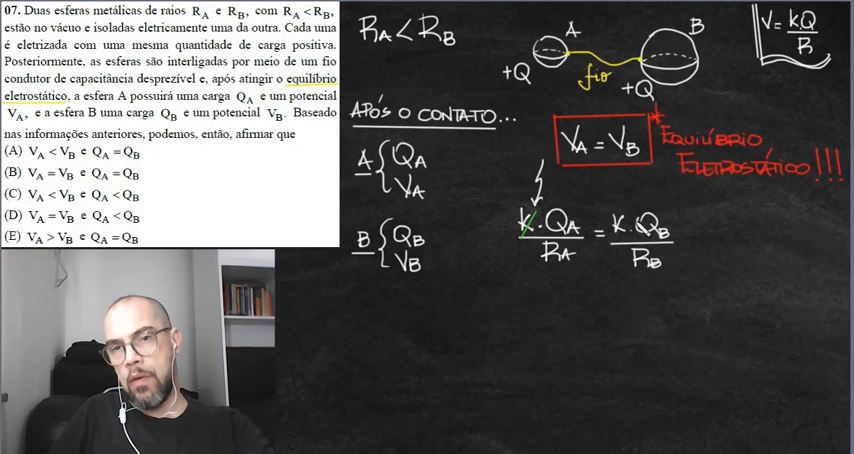 07. Duas esferas metálicas de raios R_A e R_B, com R_A < R_B,
estão no vácuo e isoladas eletricamente uma da outra. Cada uma
é eletrizada com uma mesma quantidade de carga positiva.
Posteriormente, as esferas são interligadas por meio de um fio
condutor de capacitância desprezível e, após atingir o equilíbrio
eletrostático, a esfera A possuirá uma carga Q_A e um potencial
V_A, e a esfera B uma carga Q_B e um potencial V_B. Baseado
nas informações anteriores, podemos, então, afirmar que
(A) V_A < V_B e Q_A = Q_B
(B) V_A = V_B e Q_A = Q_B
(C) V_A < V_B e Q_A < Q_B
(D) V_A = V_B e Q_A < Q_B
(E) V_A > V_B e Q_A = Q_B
R_A < R_B
A
B
+Q
fio
+Q
V = kQ/R
APÓS O CONTATO...
V_A = V_B
* EQUILÍBRIO
ELETROSTÁTICO!!!
A { Q_A
V_A
B { Q_B
V_B
K·Q_A/R_A = K·Q_B/R_B